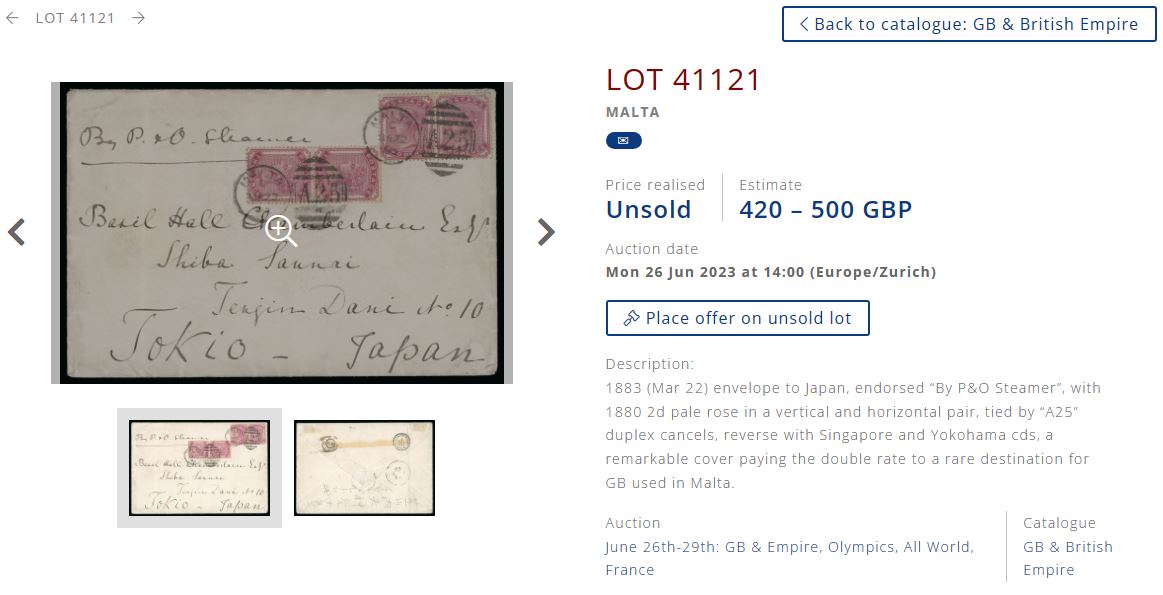 LOT 41121
Back to catalogue: GB & British Empire
By P. & O. Steamer
MALTA
A25
MALTA
A25
Basil Hall Chamberlain Esqr
Shiba Sannai
Tenjin Dani No. 10
Tokio - Japan
LOT 41121
MALTA
Price realised
Unsold
Estimate
420 – 500 GBP
Auction date
Mon 26 Jun 2023 at 14:00 (Europe/Zurich)
Place offer on unsold lot
Description:
1883 (Mar 22) envelope to Japan, endorsed “By P&O Steamer”, with
1880 2d pale rose in a vertical and horizontal pair, tied by “A25”
duplex cancels, reverse with Singapore and Yokohama cds, a
remarkable cover paying the double rate to a rare destination for
GB used in Malta.
Auction
June 26th-29th: GB & Empire, Olympics, All World,
France
Catalogue
GB & British
Empire